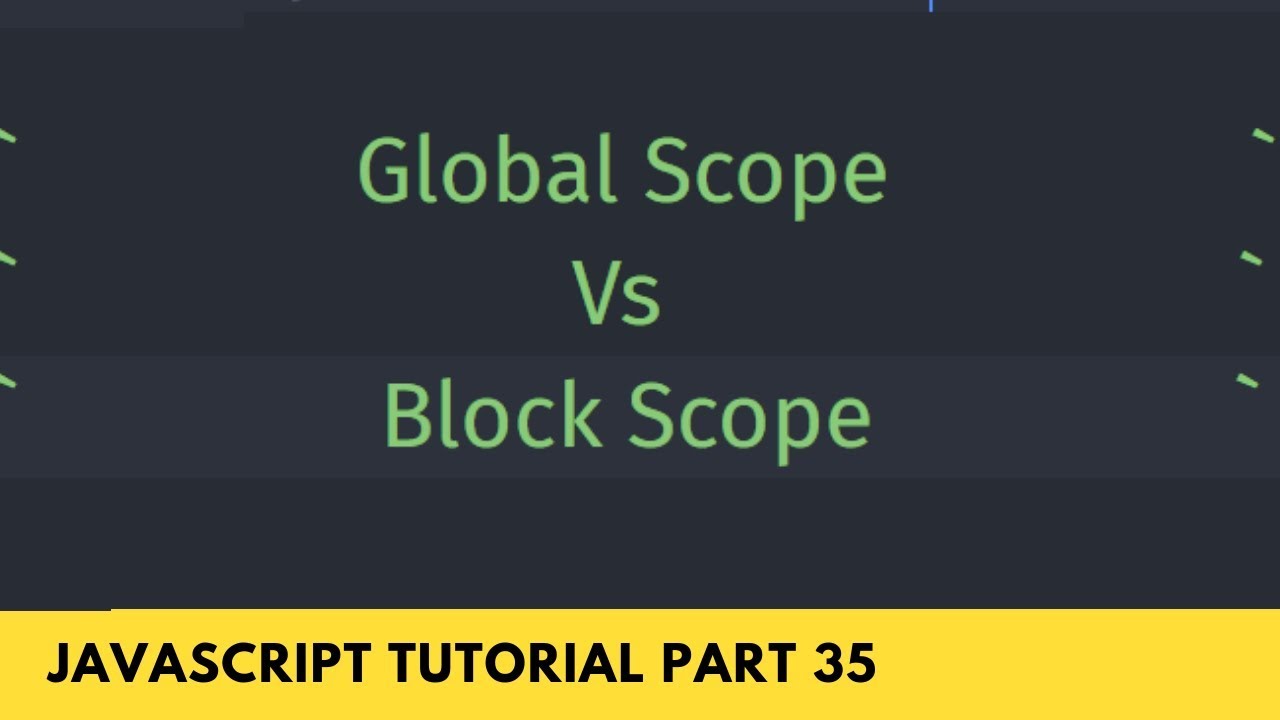 ` Global Scope `
` Vs `
` Block Scope `
JAVASCRIPT TUTORIAL PART 35